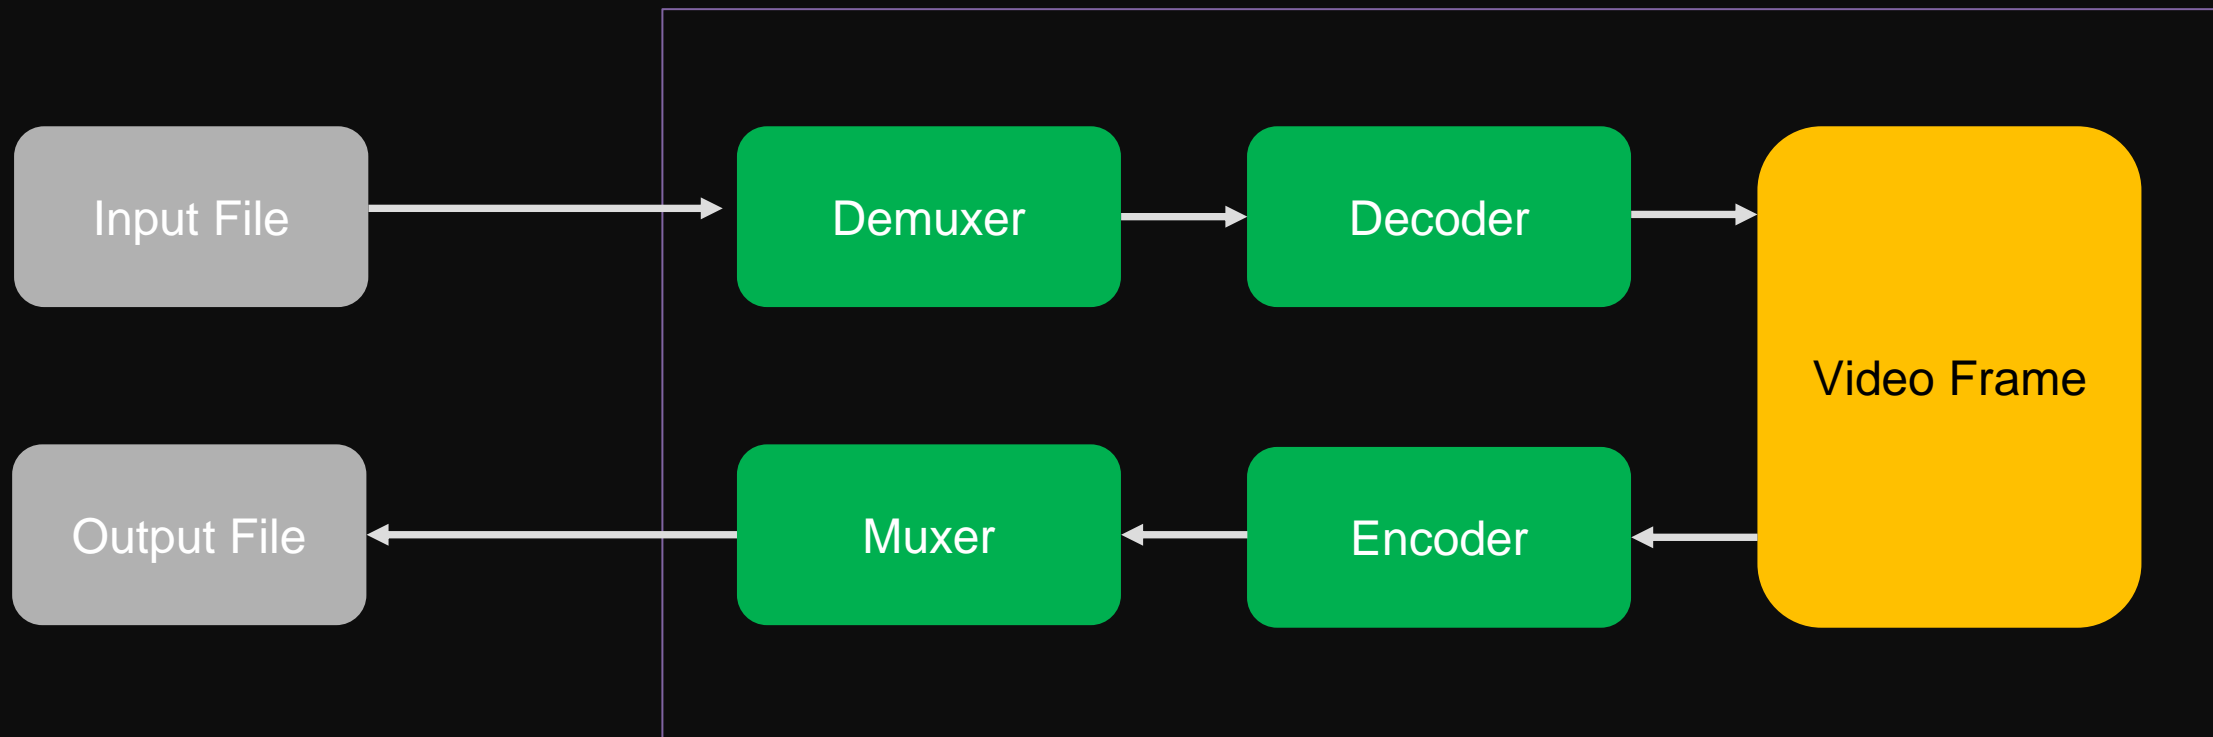 Input File
Demuxer
Decoder
Video Frame
Output File
Muxer
Encoder